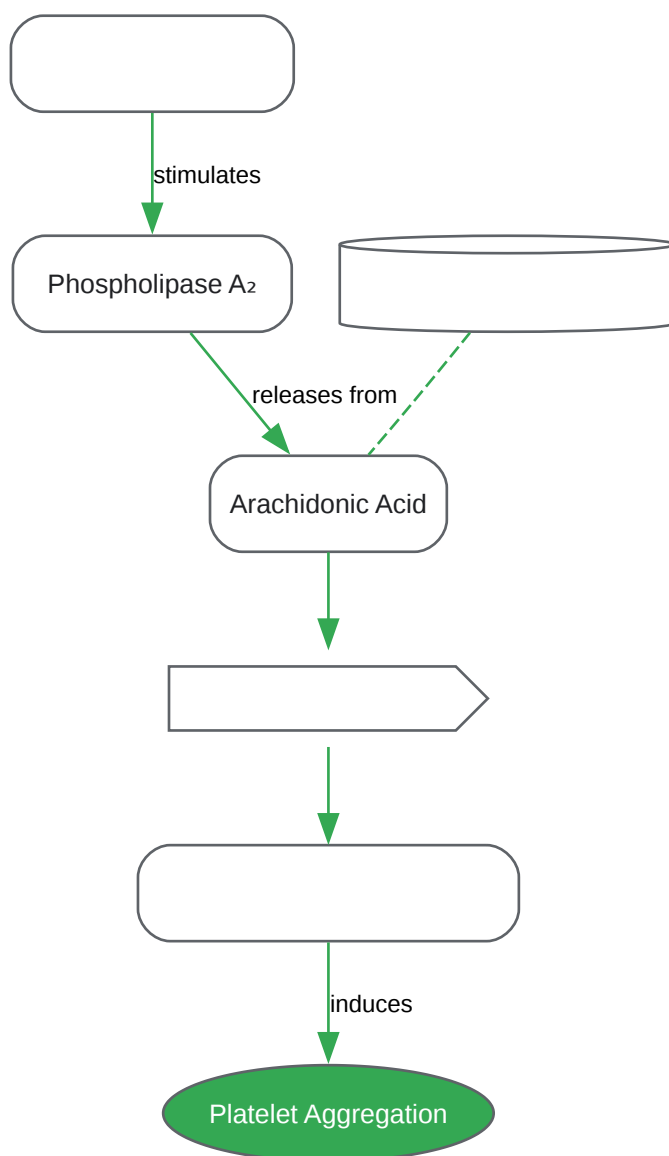 stimulates
Phospholipase A₂
releases from
Arachidonic Acid
induces
Platelet Aggregation